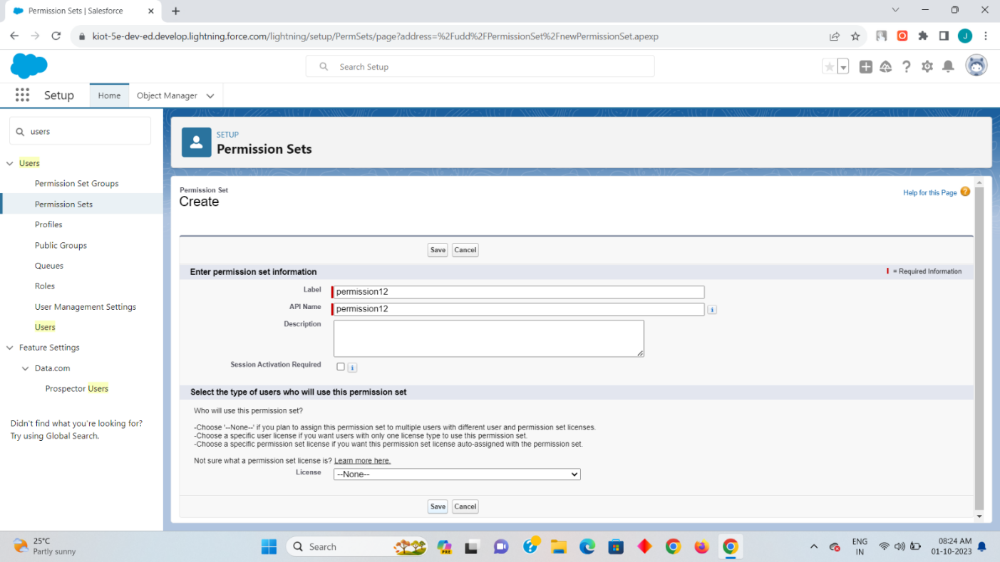 Permission Sets | Salesforce
kiot-5e-dev-ed.develop.lightning.force.com/lightning/setup/PermSets/page?address=%2Fudd%2FPermissionSet%2FnewPermissionSet.apexp
J
Search Setup
Setup
Home
Object Manager
users
Users
Permission Set Groups
Permission Sets
Profiles
Public Groups
Queues
Roles
User Management Settings
Users
Feature Settings
Data.com
Prospector Users
Didn't find what you're looking for?
Try using Global Search.
SETUP
Permission Sets
Permission Set
Create
Help for this Page ?
Save Cancel
Enter permission set information
= Required Information
Label permission12
API Name permission12
Description
Session Activation Required
Select the type of users who will use this permission set
Who will use this permission set?
-Choose '--None--' if you plan to assign this permission set to multiple users with different user and permission set licenses.
-Choose a specific user license if you want users with only one license type to use this permission set.
-Choose a specific permission set license if you want this permission set license auto-assigned with the permission set.
Not sure what a permission set license is? Learn more here.
License --None--
Save Cancel
25°C
Partly sunny
Search
PRE
ENG
IN
08:24 AM
01-10-2023